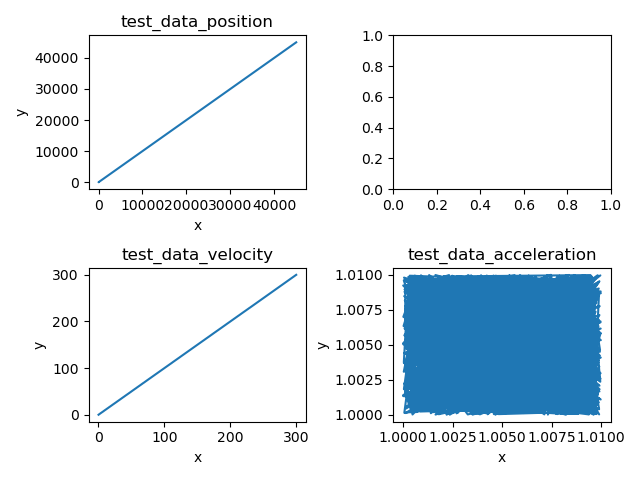 test_data_position
40000
30000
20000
10000
0
y
0 10000 20000 30000 40000
x
1.0
0.8
0.6
0.4
0.2
0.0
0.0 0.2 0.4 0.6 0.8 1.0
test_data_velocity
300
200
100
0
y
0 100 200 300
x
test_data_acceleration
1.0100
1.0075
1.0050
1.0025
1.0000
y
1.0000 1.0025 1.0050 1.0075 1.0100
x